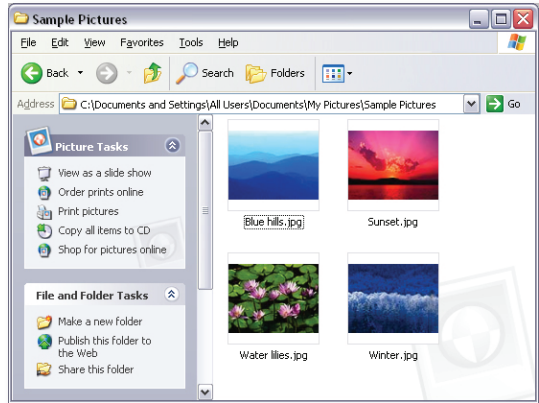 Sample Pictures
File Edit View Favorites Tools Help
Back Search Folders
Address C:\Documents and Settings\All Users\Documents\My Pictures\Sample Pictures Go
Picture Tasks
View as a slide show
Order prints online
Print pictures
Copy all items to CD
Shop for pictures online
File and Folder Tasks
Make a new folder
Publish this folder to
the Web
Share this folder
Blue hills.jpg Sunset.jpg
Water lilies.jpg Winter.jpg